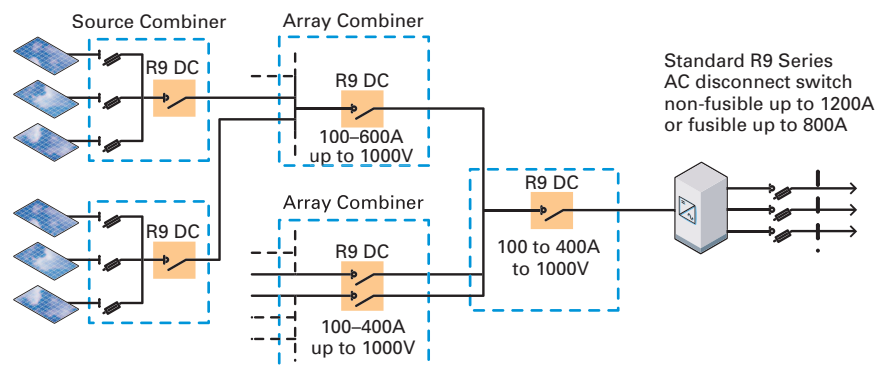 Source Combiner
R9 DC
R9 DC
Array Combiner
R9 DC
100–600A
up to 1000V
Array Combiner
R9 DC
100–400A
up to 1000V
R9 DC
100 to 400A
to 1000V
Standard R9 Series
AC disconnect switch
non-fusible up to 1200A
or fusible up to 800A